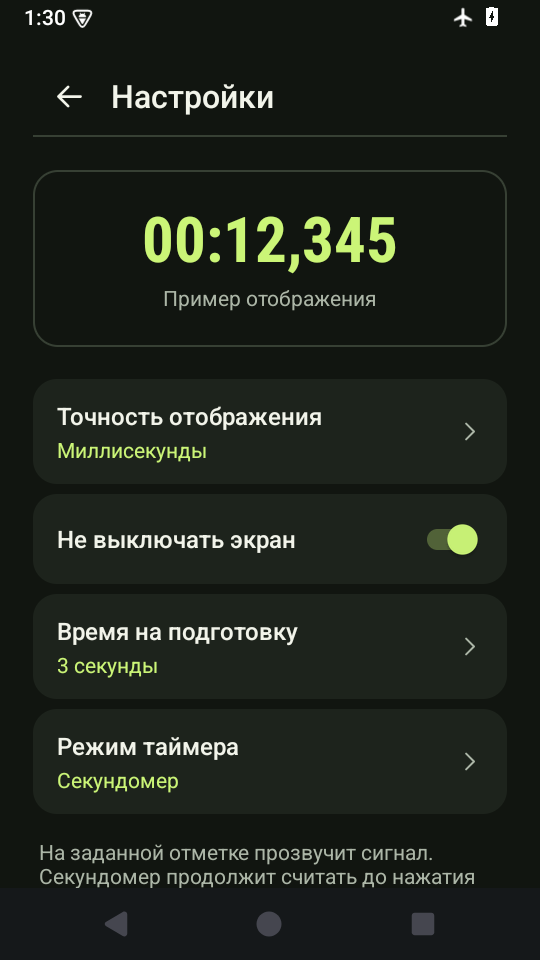 1:30
Настройки
00:12,345
Пример отображения
Точность отображения
Миллисекунды
Не выключать экран
Время на подготовку
3 секунды
Режим таймера
Секундомер
На заданной отметке прозвучит сигнал.
Секундомер продолжит считать до нажатия